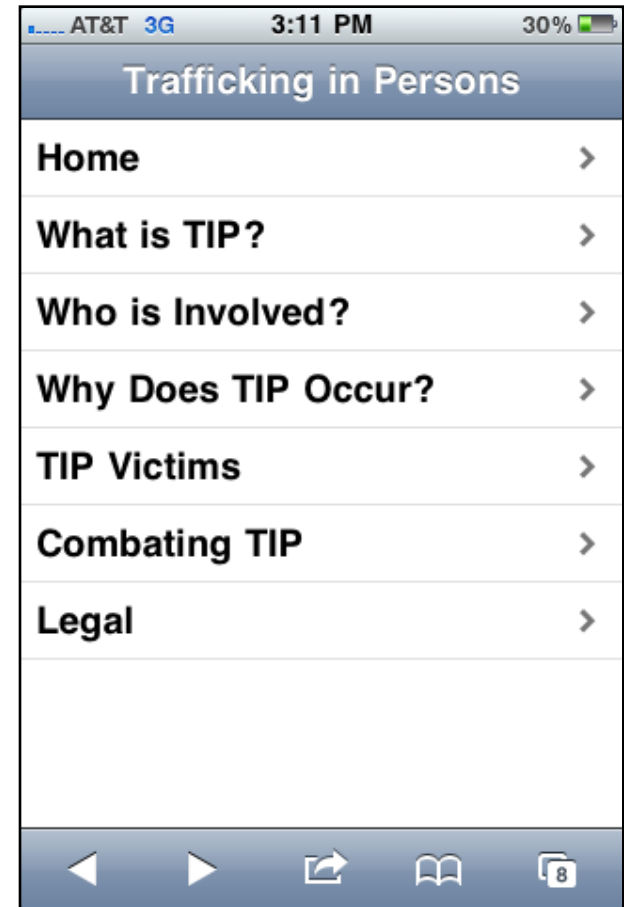 AT&T 3G 3:11 PM 30%
Trafficking in Persons
Home
What is TIP?
Who is Involved?
Why Does TIP Occur?
TIP Victims
Combating TIP
Legal
8